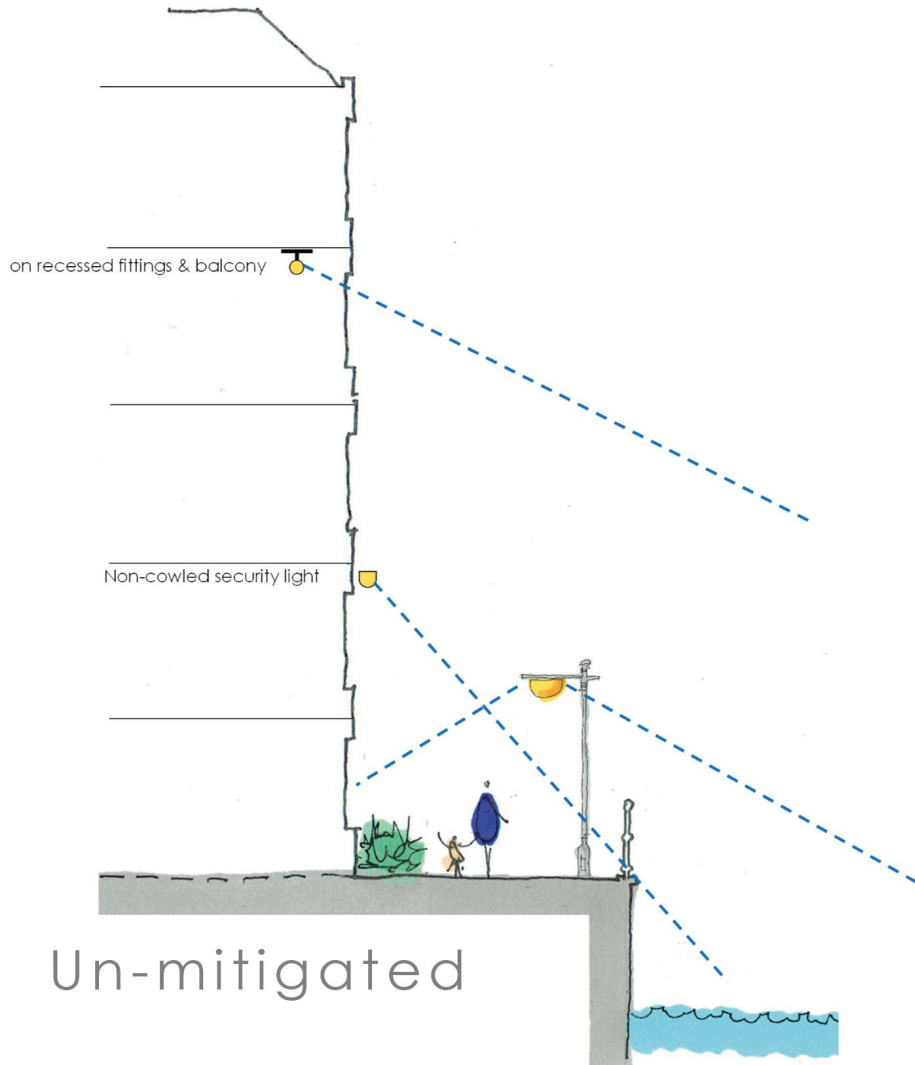 on recessed fittings & balcony
Non-cowled security light
Un-mitigated